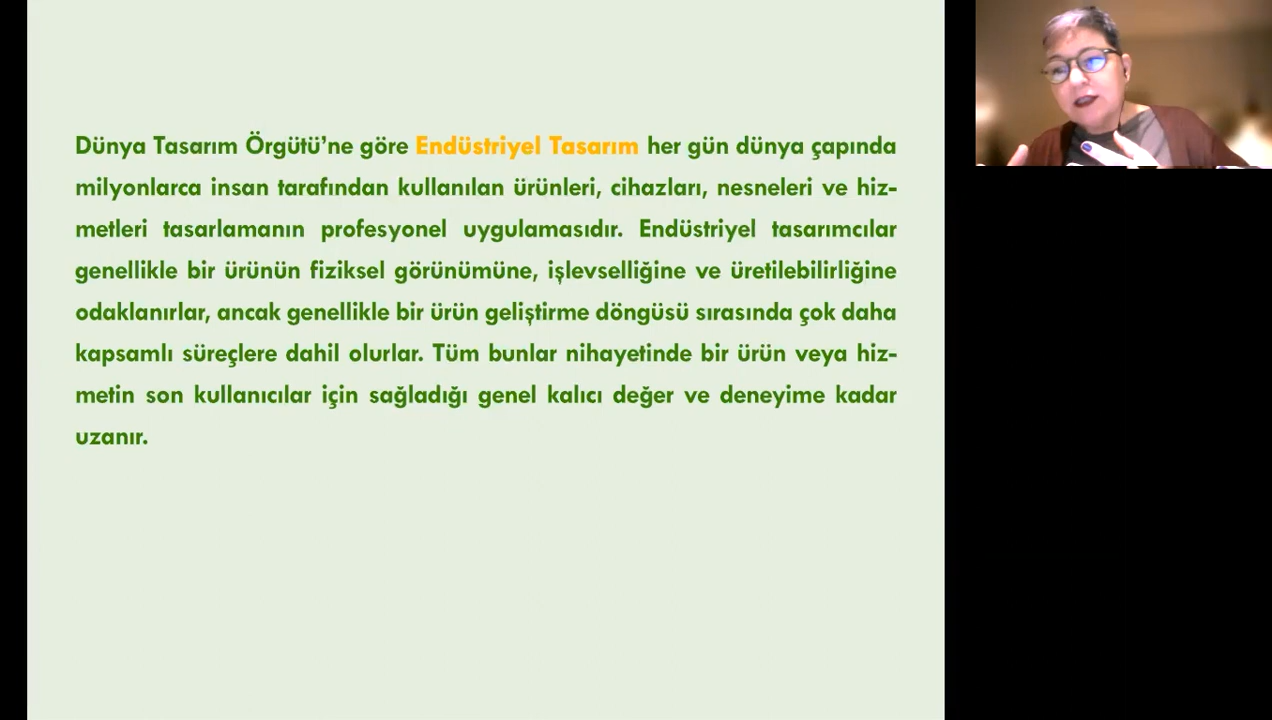 Dünya Tasarım Örgütü’ne göre Endüstriyel Tasarım her gün dünya çapında
milyonlarca insan tarafından kullanılan ürünleri, cihazları, nesneleri ve hiz-
metleri tasarlamanın profesyonel uygulamasıdır. Endüstriyel tasarımcılar
genellikle bir ürünün fiziksel görünümüne, işlevselliğine ve üretilebilirliğine
odaklanırlar, ancak genellikle bir ürün geliştirme döngüsü sırasında çok daha
kapsamlı süreçlere dahil olurlar. Tüm bunlar nihayetinde bir ürün veya hiz-
metin son kullanıcılar için sağladığı genel kalıcı değer ve deneyime kadar
uzanır.